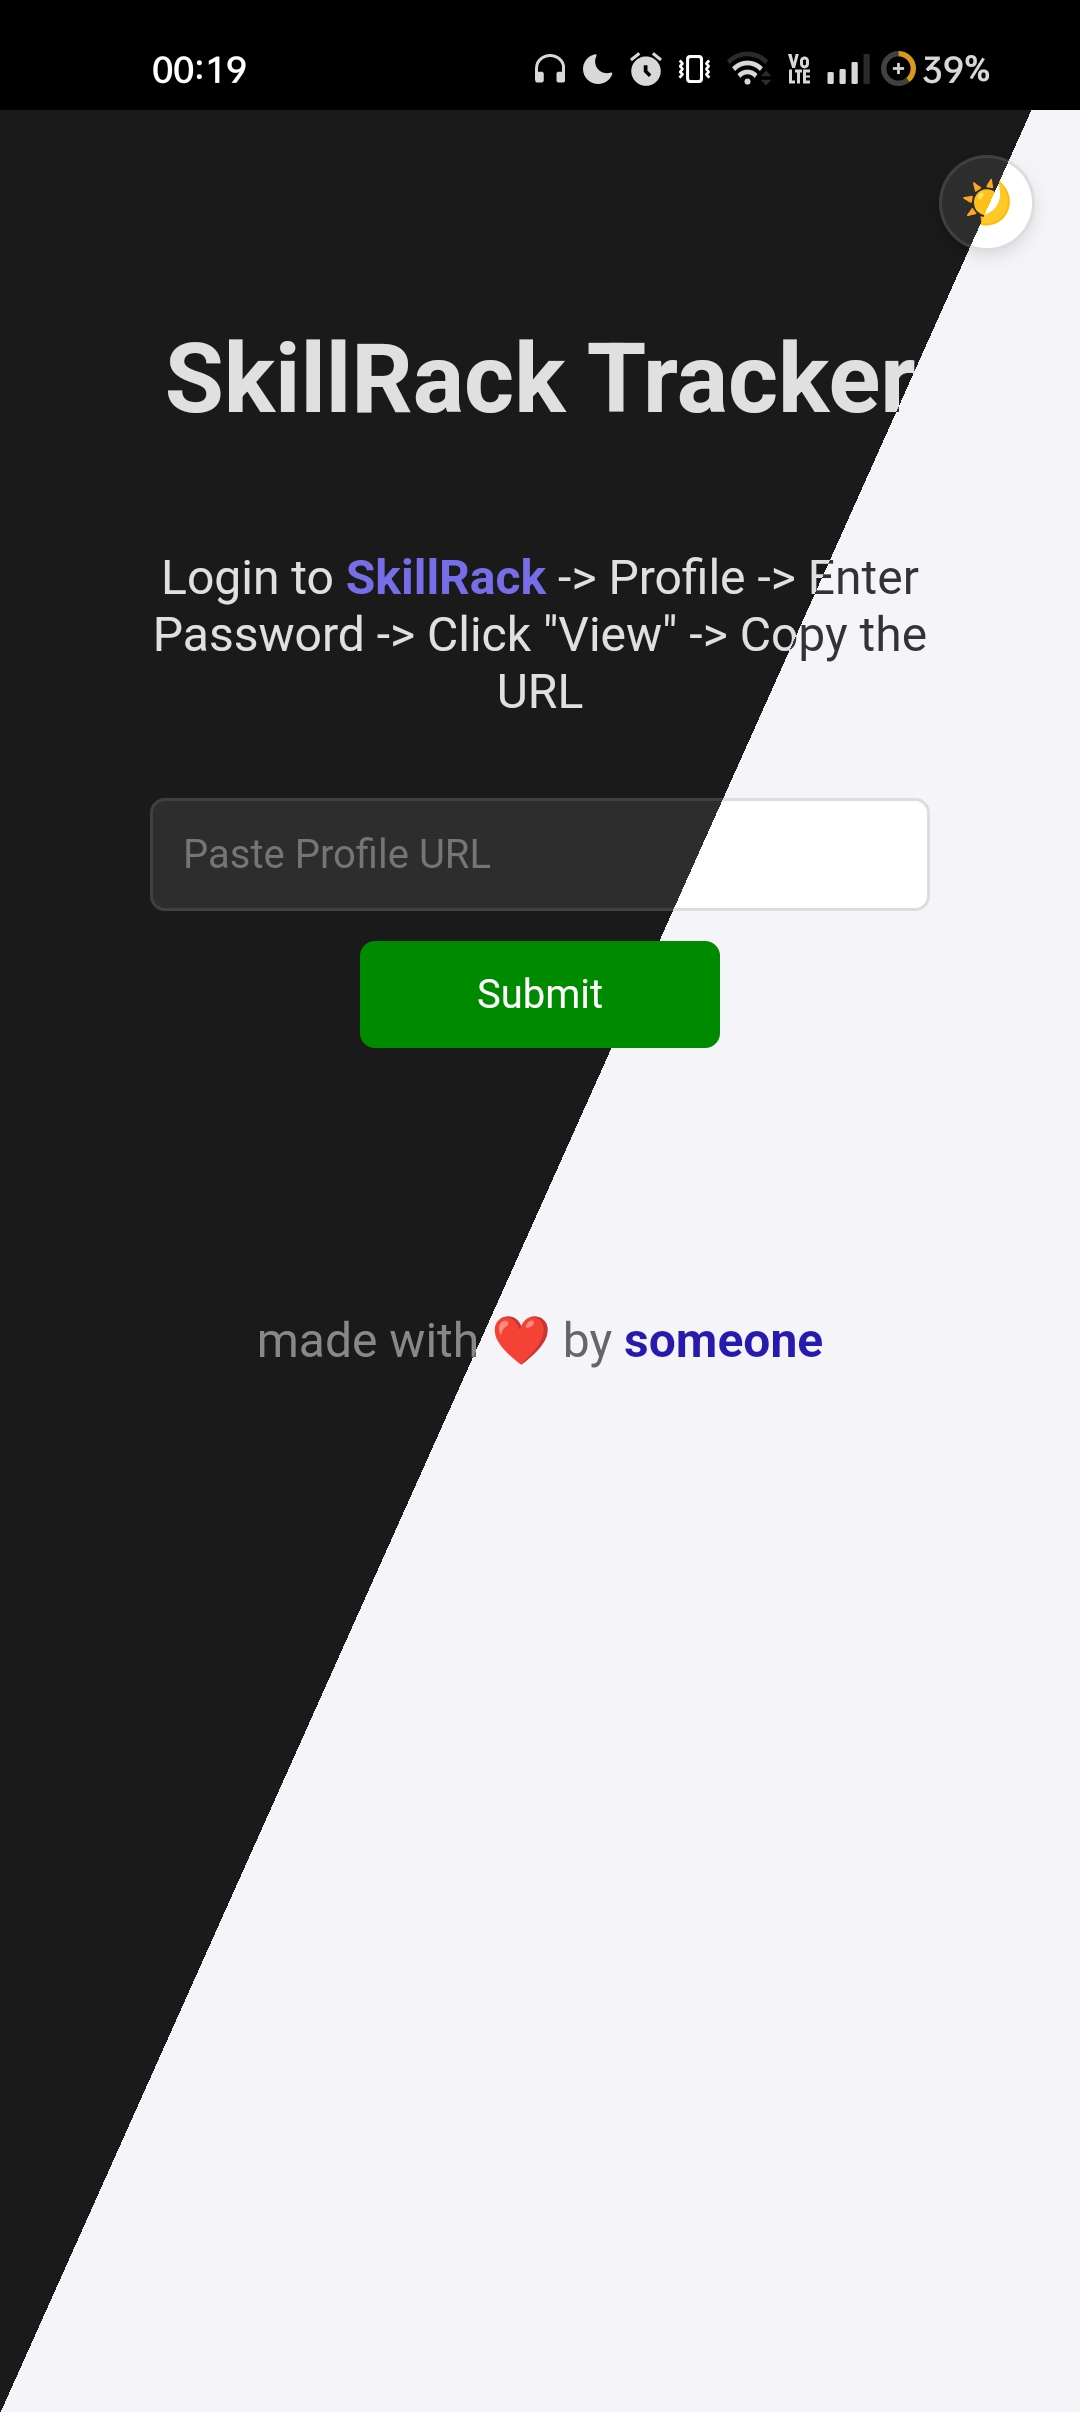 00:19 Vo LTE 39%
SkillRack Tracker
Login to SkillRack -> Profile -> Enter
Password -> Click "View" -> Copy the
URL
Paste Profile URL
Submit
made with ❤️ by someone